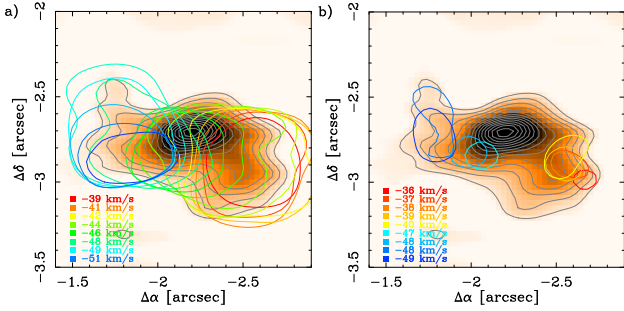 a)
b)
−2
−2.5
−3
−3.5
Δδ [arcsec]
−39 km/s
−41 km/s
−44 km/s
−46 km/s
−48 km/s
−49 km/s
−51 km/s
−1.5 −2 −2.5
Δα [arcsec]
−2
−2.5
−3
−3.5
Δδ [arcsec]
−36 km/s
−37 km/s
−38 km/s
−39 km/s
−47 km/s
−48 km/s
−48 km/s
−49 km/s
−1.5 −2 −2.5
Δα [arcsec]